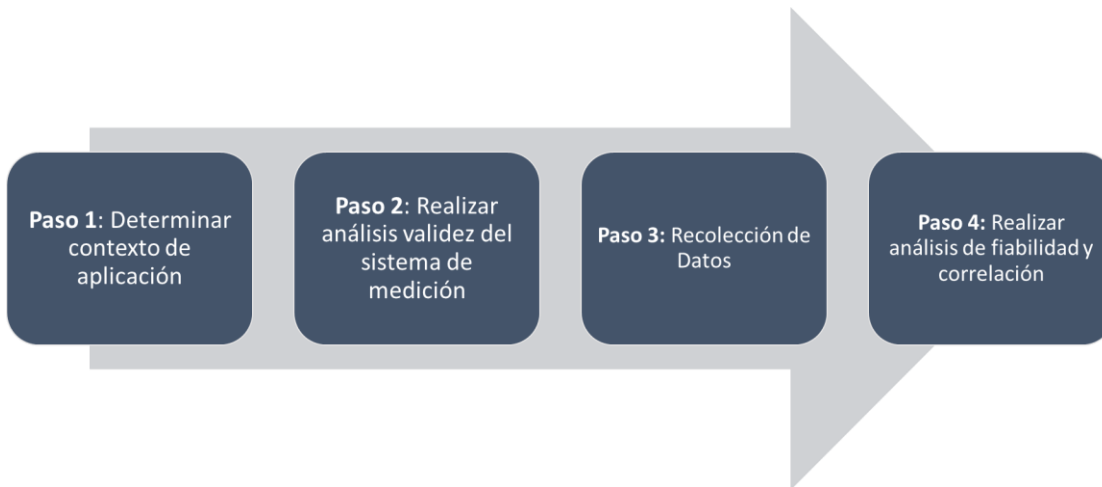 Paso 1: Determinar
contexto de
aplicación
Paso 2: Realizar
análisis validez del
sistema de
medición
Paso 3: Recolección de
Datos
Paso 4: Realizar
análisis de fiabilidad y
correlación